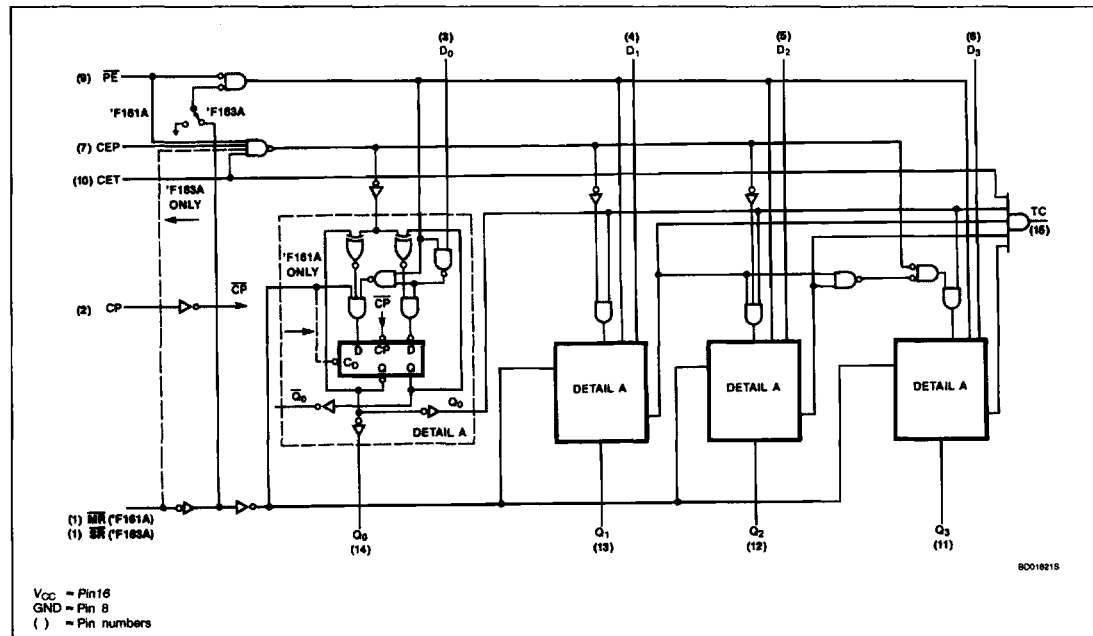 (3) (4) (5) (6)
D0 D1 D2 D3
(9) PE
'F161A 'F163A
(7) CEP
(10) CET
'F163A
ONLY
TC
(15)
'F161A
ONLY
CP
(2) CP
CP
D CP D
CD
Q Q
Q0 Q0
DETAIL A
DETAIL A
DETAIL A
DETAIL A
(1) MR ('F161A)
(1) SR ('F163A)
Q0 Q1 Q2 Q3
(14) (13) (12) (11)
BD01821S
VCC = Pin16
GND = Pin 8
( ) = Pin numbers